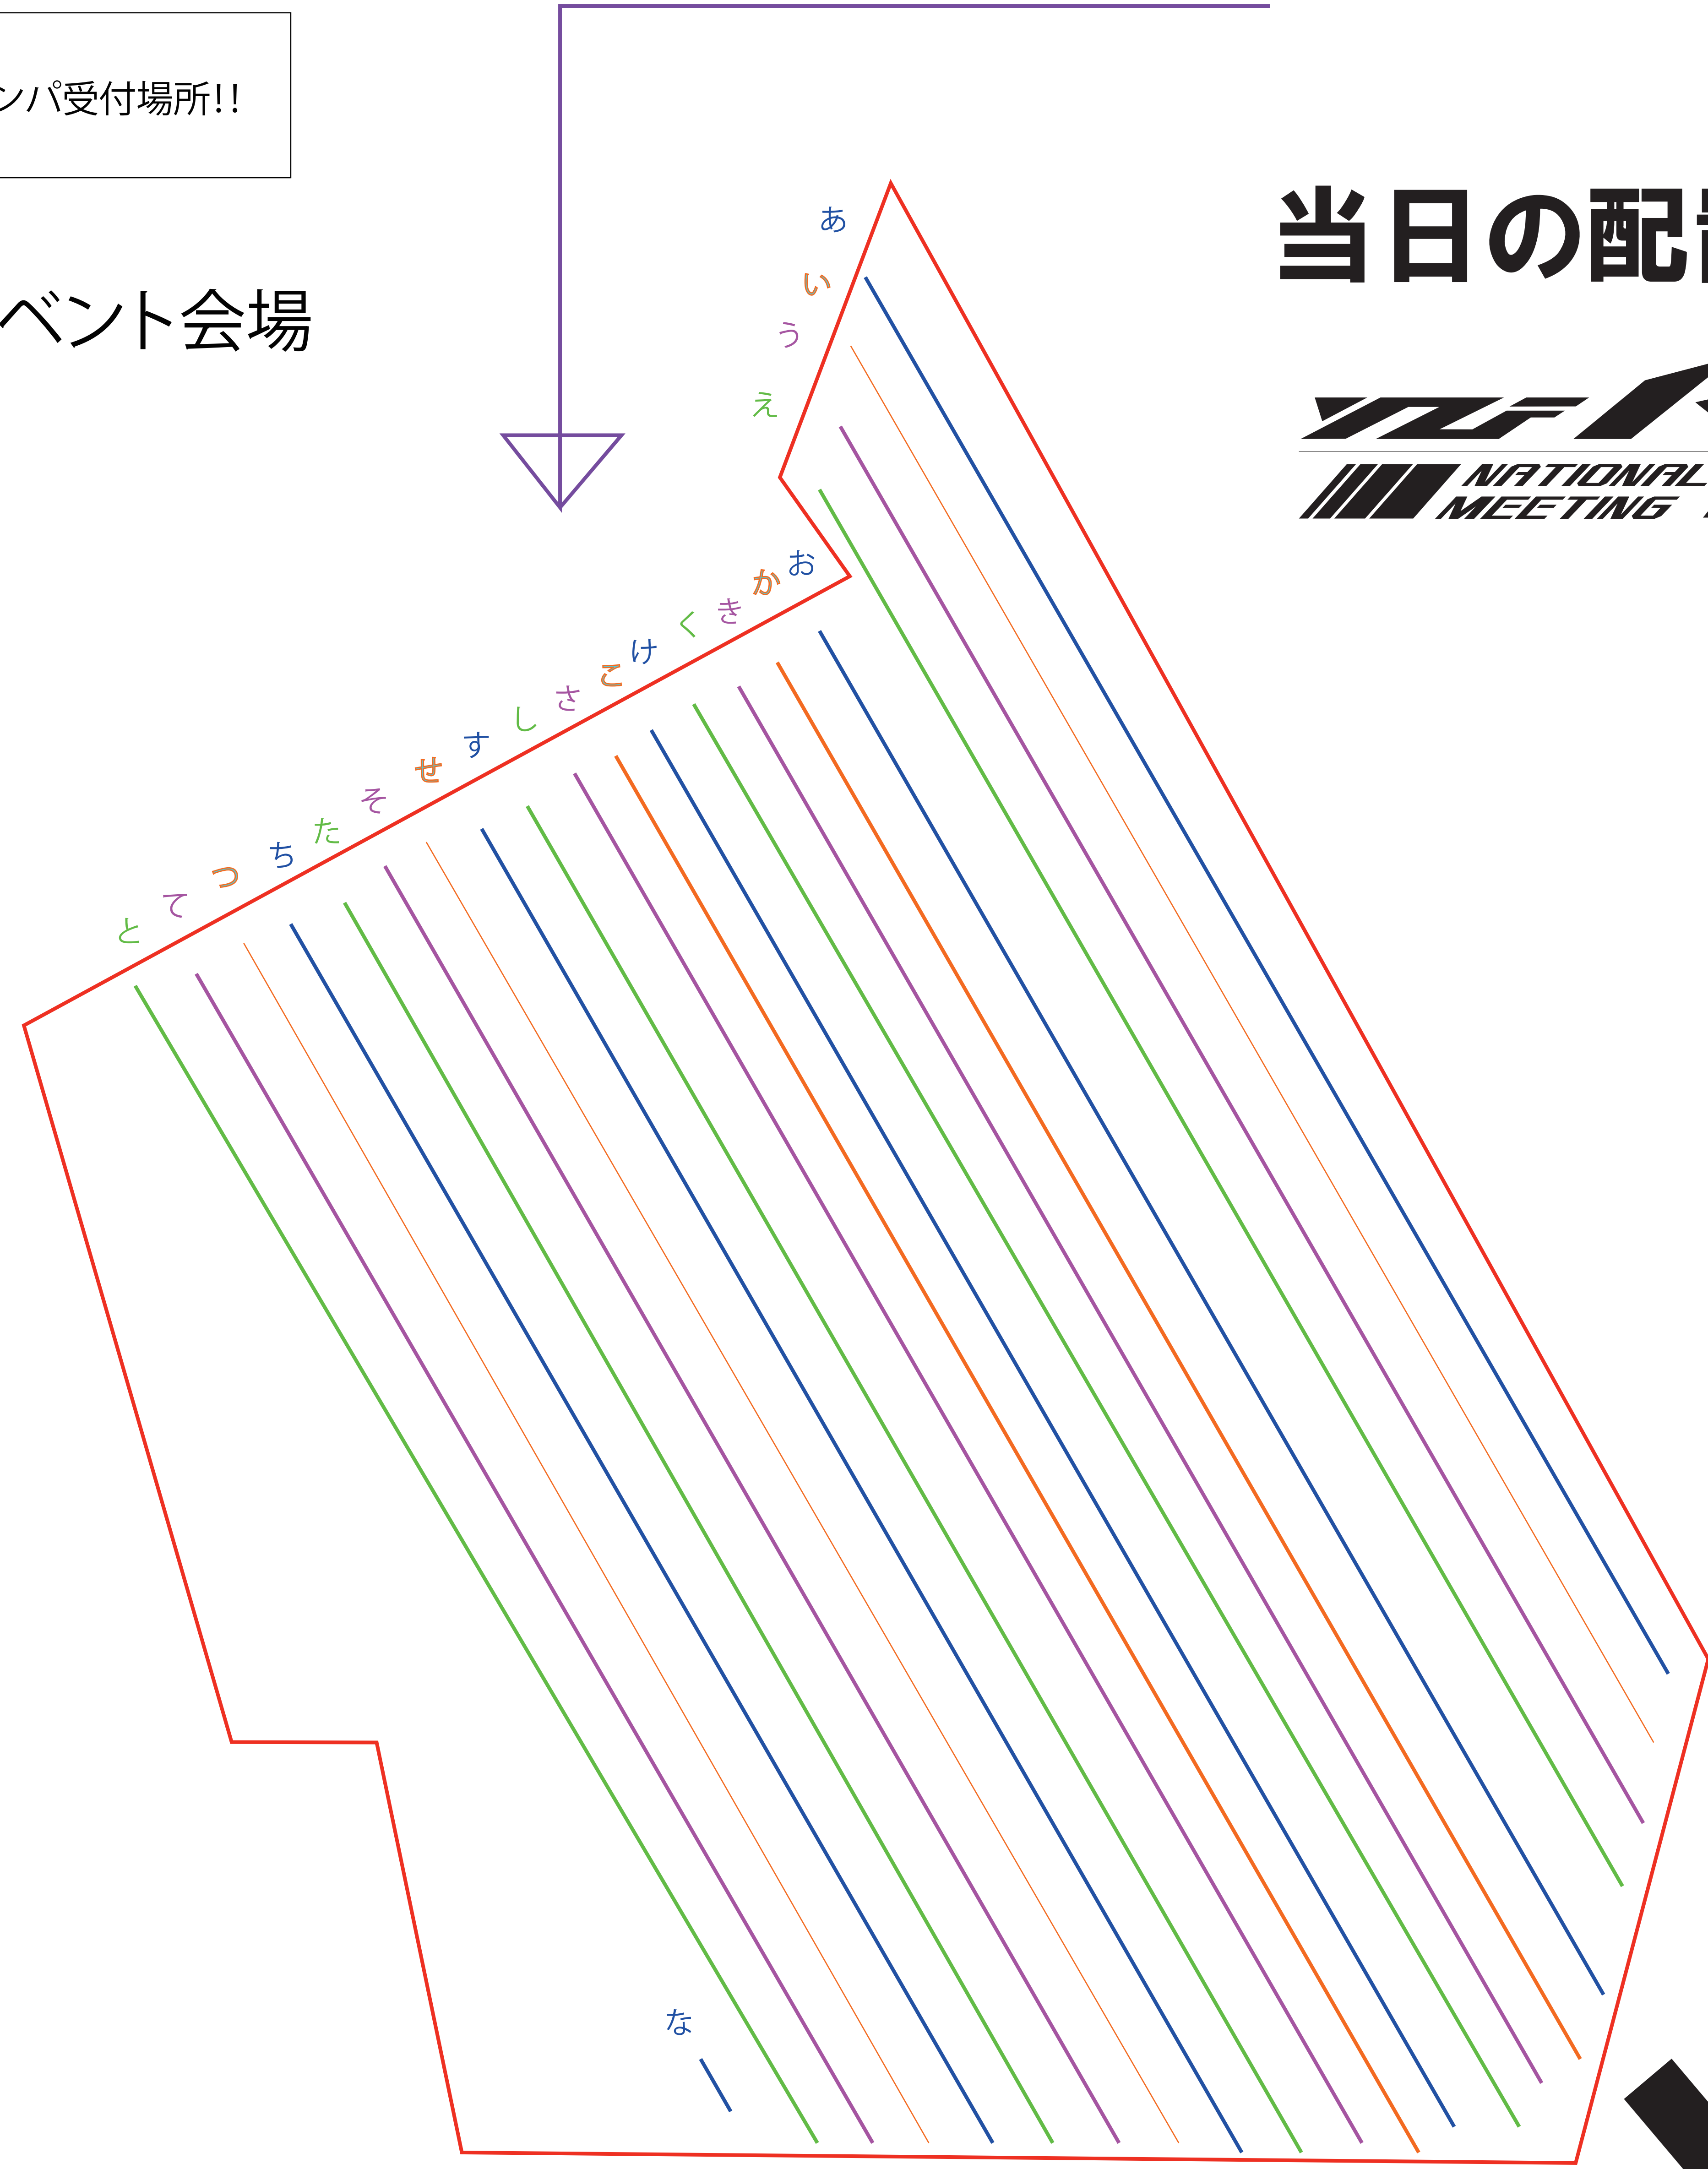 ンパ受付場所!!
ベント会場
当日の配
YZF
NATIONAL
MEETING
あ
い
う
え
お
か
き
く
け
こ
さ
し
す
せ
そ
た
ち
つ
て
と
な